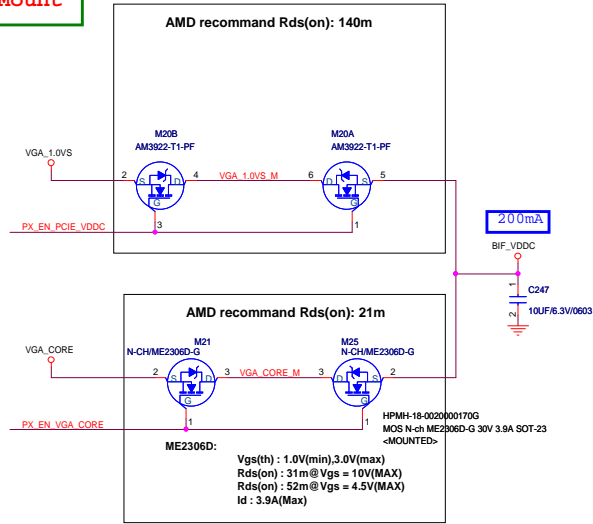 Mount
AMD recommand Rds(on): 140m
M20B
AM3922-T1-PF
M20A
AM3922-T1-PF
VGA_1.0VS
2
S
D
G
4
VGA_1.0VS_M
6
D
S
G
5
PX_EN_PCIE_VDDC
3
1
200mA
BIF_VDDC
1
C247
2
10UF/6.3V/0603
AMD recommand Rds(on): 21m
M21
N-CH/ME2306D-G
M25
N-CH/ME2306D-G
VGA_CORE
2
S
D
G
3
VGA_CORE_M
3
D
S
G
2
PX_EN_VGA_CORE
1
1
HPMH-18-0020000170G
MOS N-ch ME2306D-G 30V 3.9A SOT-23
<MOUNTED>
ME2306D:
Vgs(th) : 1.0V(min),3.0V(max)
Rds(on) : 31m@Vgs = 10V(MAX)
Rds(on) : 52m@Vgs = 4.5V(MAX)
Id : 3.9A(Max)